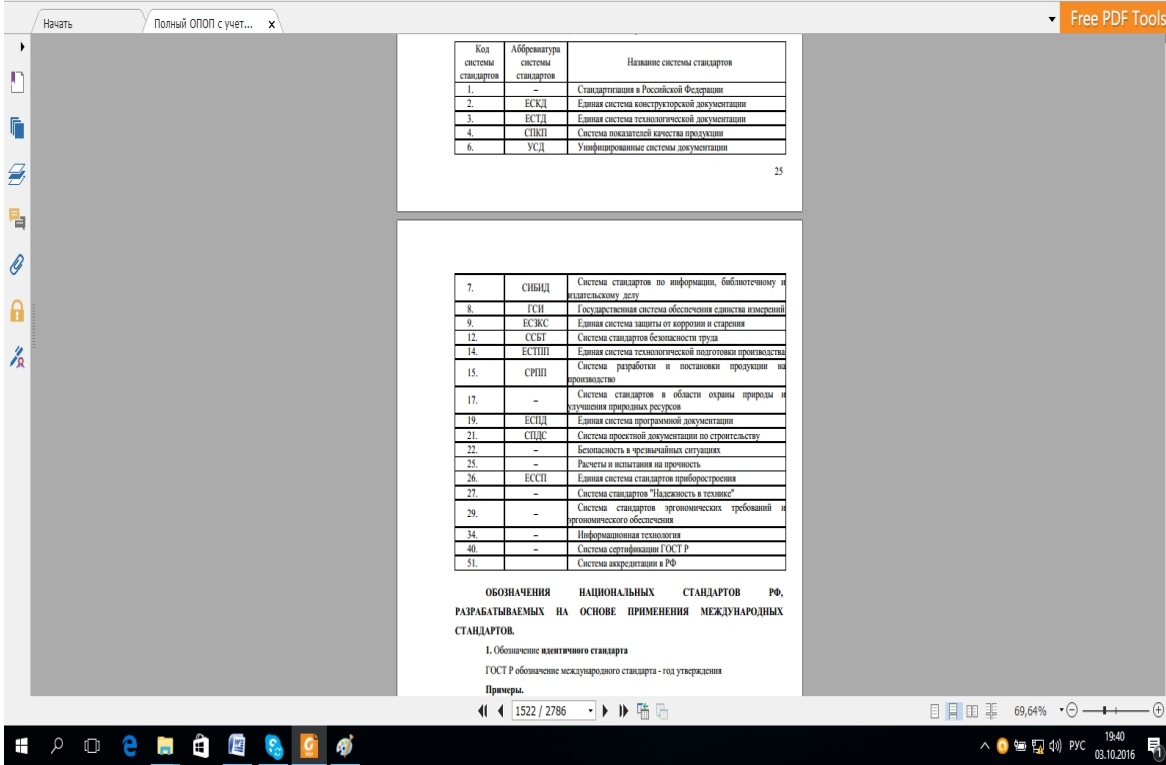 Начать
Полный ОПОП с учет... x
Free PDF Tools
Код системы стандартов Аббревиатура системы стандартов Название системы стандартов
1. – Стандартизация в Российской Федерации
2. ЕСКД Единая система конструкторской документации
3. ЕСТД Единая система технологической документации
4. СПКП Система показателей качества продукции
6. УСД Унифицированные системы документации
25
7. СИБИД Система стандартов по информации, библиотечному и
издательскому делу
8. ГСИ Государственная система обеспечения единства измерений
9. ЕСЗКС Единая система защиты от коррозии и старения
12. ССБТ Система стандартов безопасности труда
14. ЕСТПП Единая система технологической подготовки производства
15. СРПП Система разработки и постановки продукции на
производство
17. – Система стандартов в области охраны природы и
улучшения природных ресурсов
19. ЕСПД Единая система программной документации
21. СПДС Система проектной документации по строительству
22. – Безопасность в чрезвычайных ситуациях
25. – Расчеты и испытания на прочность
26. ЕССП Единая система стандартов приборостроения
27. – Система стандартов "Надежность в технике"
29. – Система стандартов эргономических требований и
эргономического обеспечения
34. – Информационная технология
40. – Система сертификации ГОСТ Р
51. Система аккредитации в РФ
ОБОЗНАЧЕНИЯ НАЦИОНАЛЬНЫХ СТАНДАРТОВ РФ,
РАЗРАБАТЫВАЕМЫХ НА ОСНОВЕ ПРИМЕНЕНИЯ МЕЖДУНАРОДНЫХ
СТАНДАРТОВ.
1. Обозначение идентичного стандарта
ГОСТ Р обозначение международного стандарта - год утверждения
Примеры.
1522 / 2786
69,64%
РУС
19:40
03.10.2016